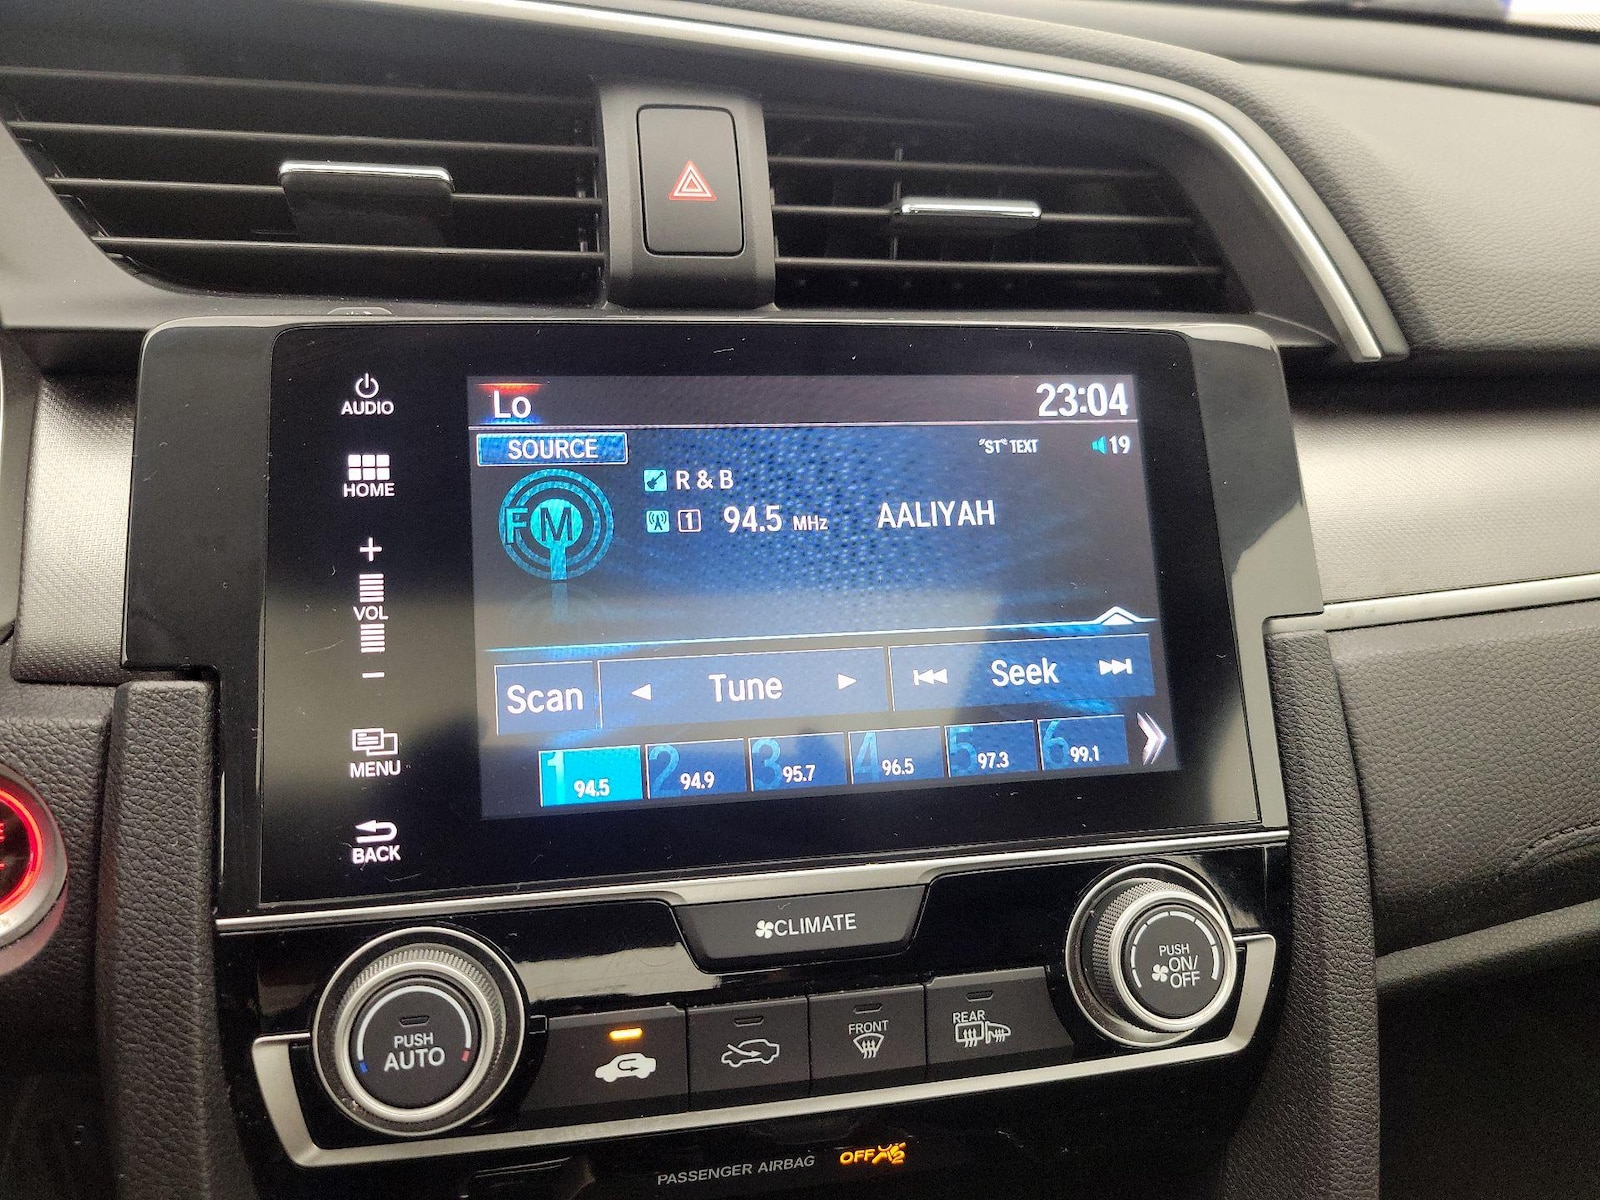 AUDIO
HOME
+
VOL
−
MENU
BACK
Lo
23:04
SOURCE
"ST" TEXT
19
FM
R & B
1 94.5 MHz AALIYAH
Scan
Tune
Seek
1 94.5
2 94.9
3 95.7
4 96.5
5 97.3
6 99.1
CLIMATE
PUSH
AUTO
FRONT
REAR
PUSH
ON/
OFF
PASSENGER AIRBAG
OFF
2